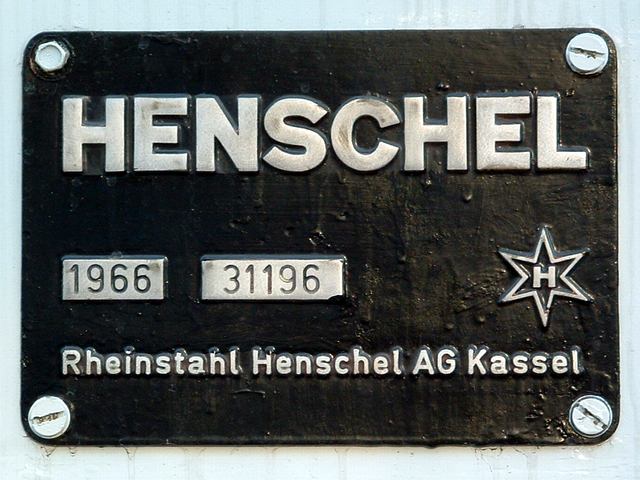 HENSCHEL
1966 31196
H
Rheinstahl Henschel AG Kassel